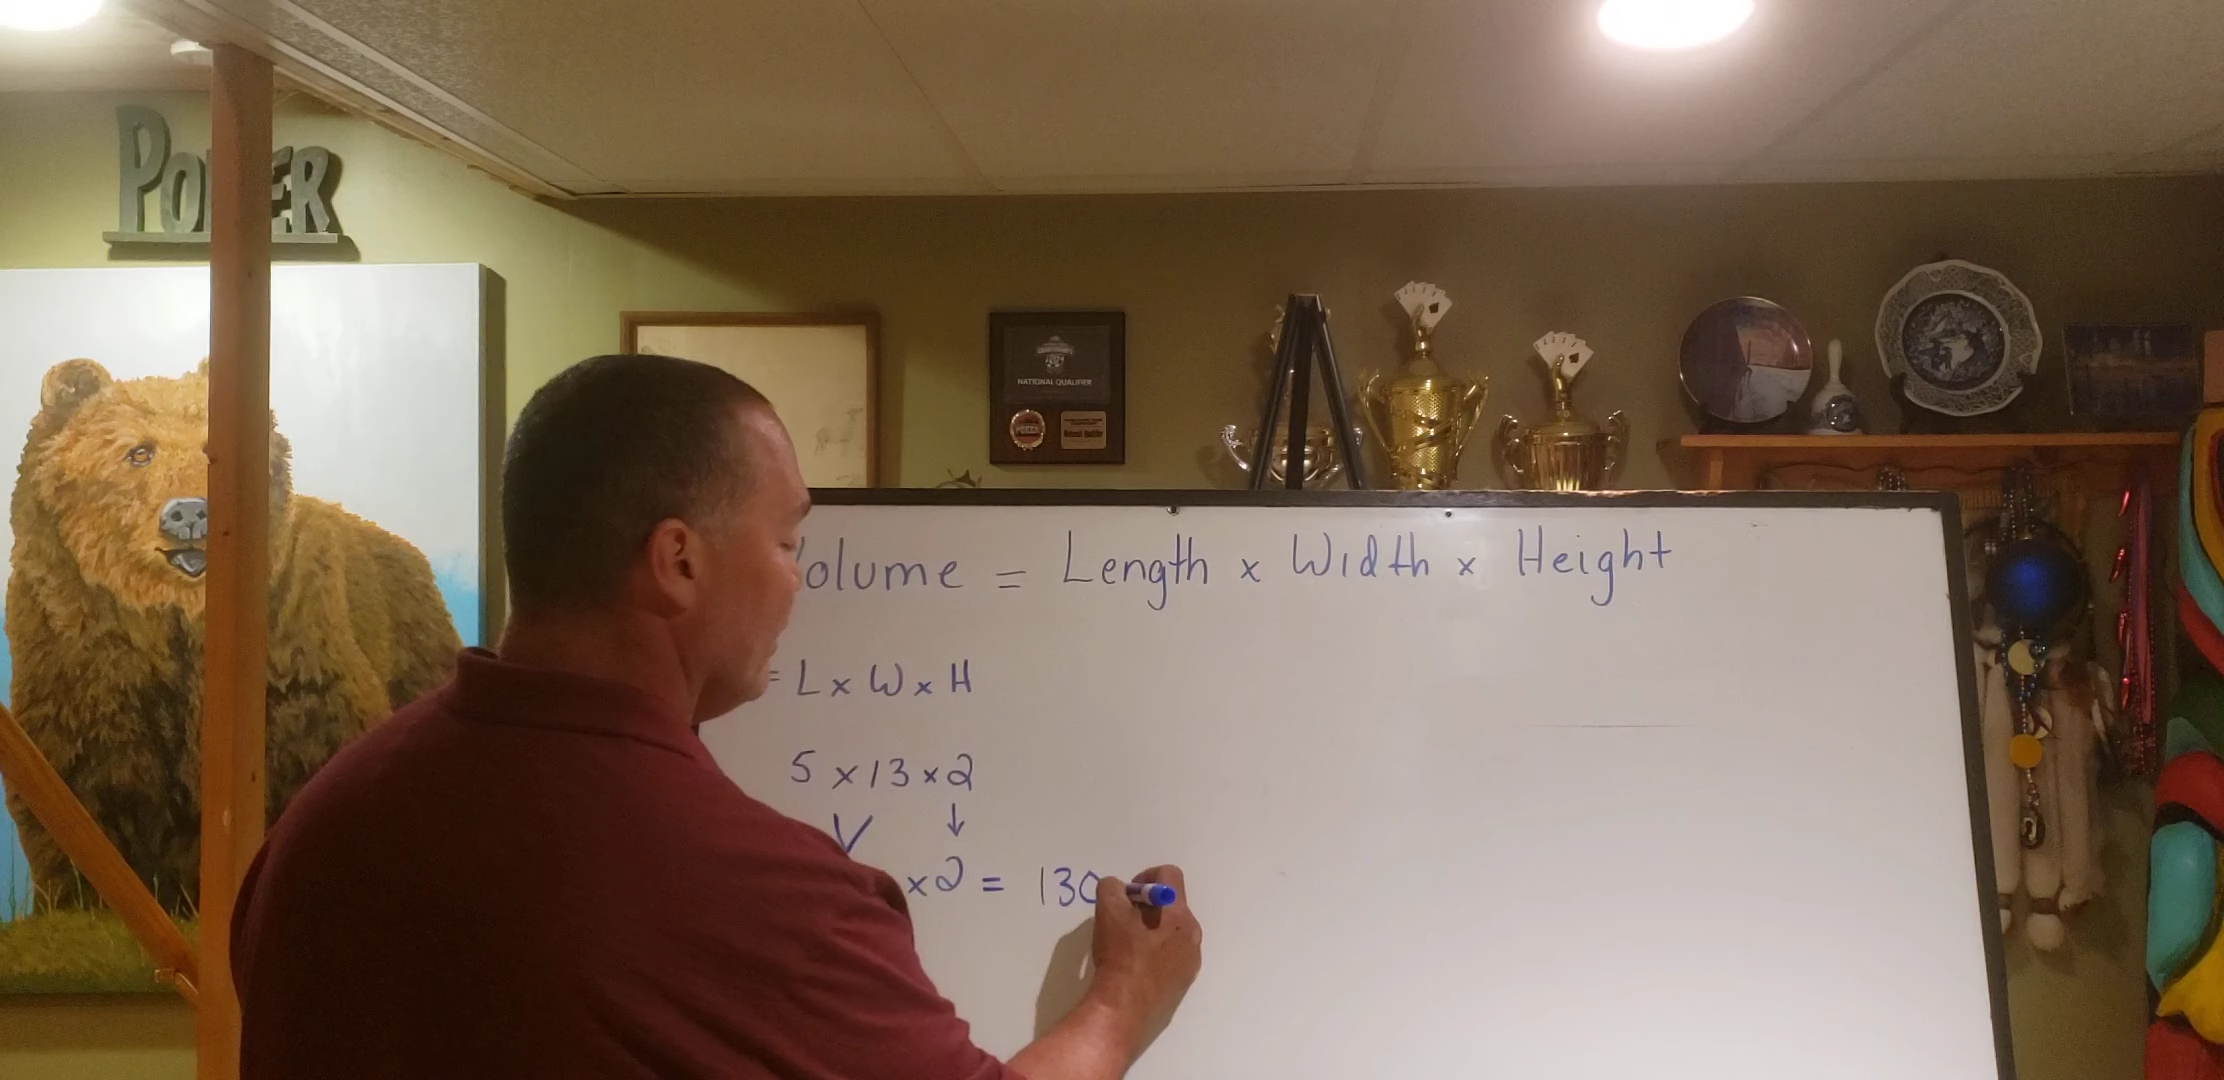 POKER
NATIONAL QUALIFIER
Volume = Length x Width x Height
= L x W x H
5 x 13 x 2
x 2 = 130